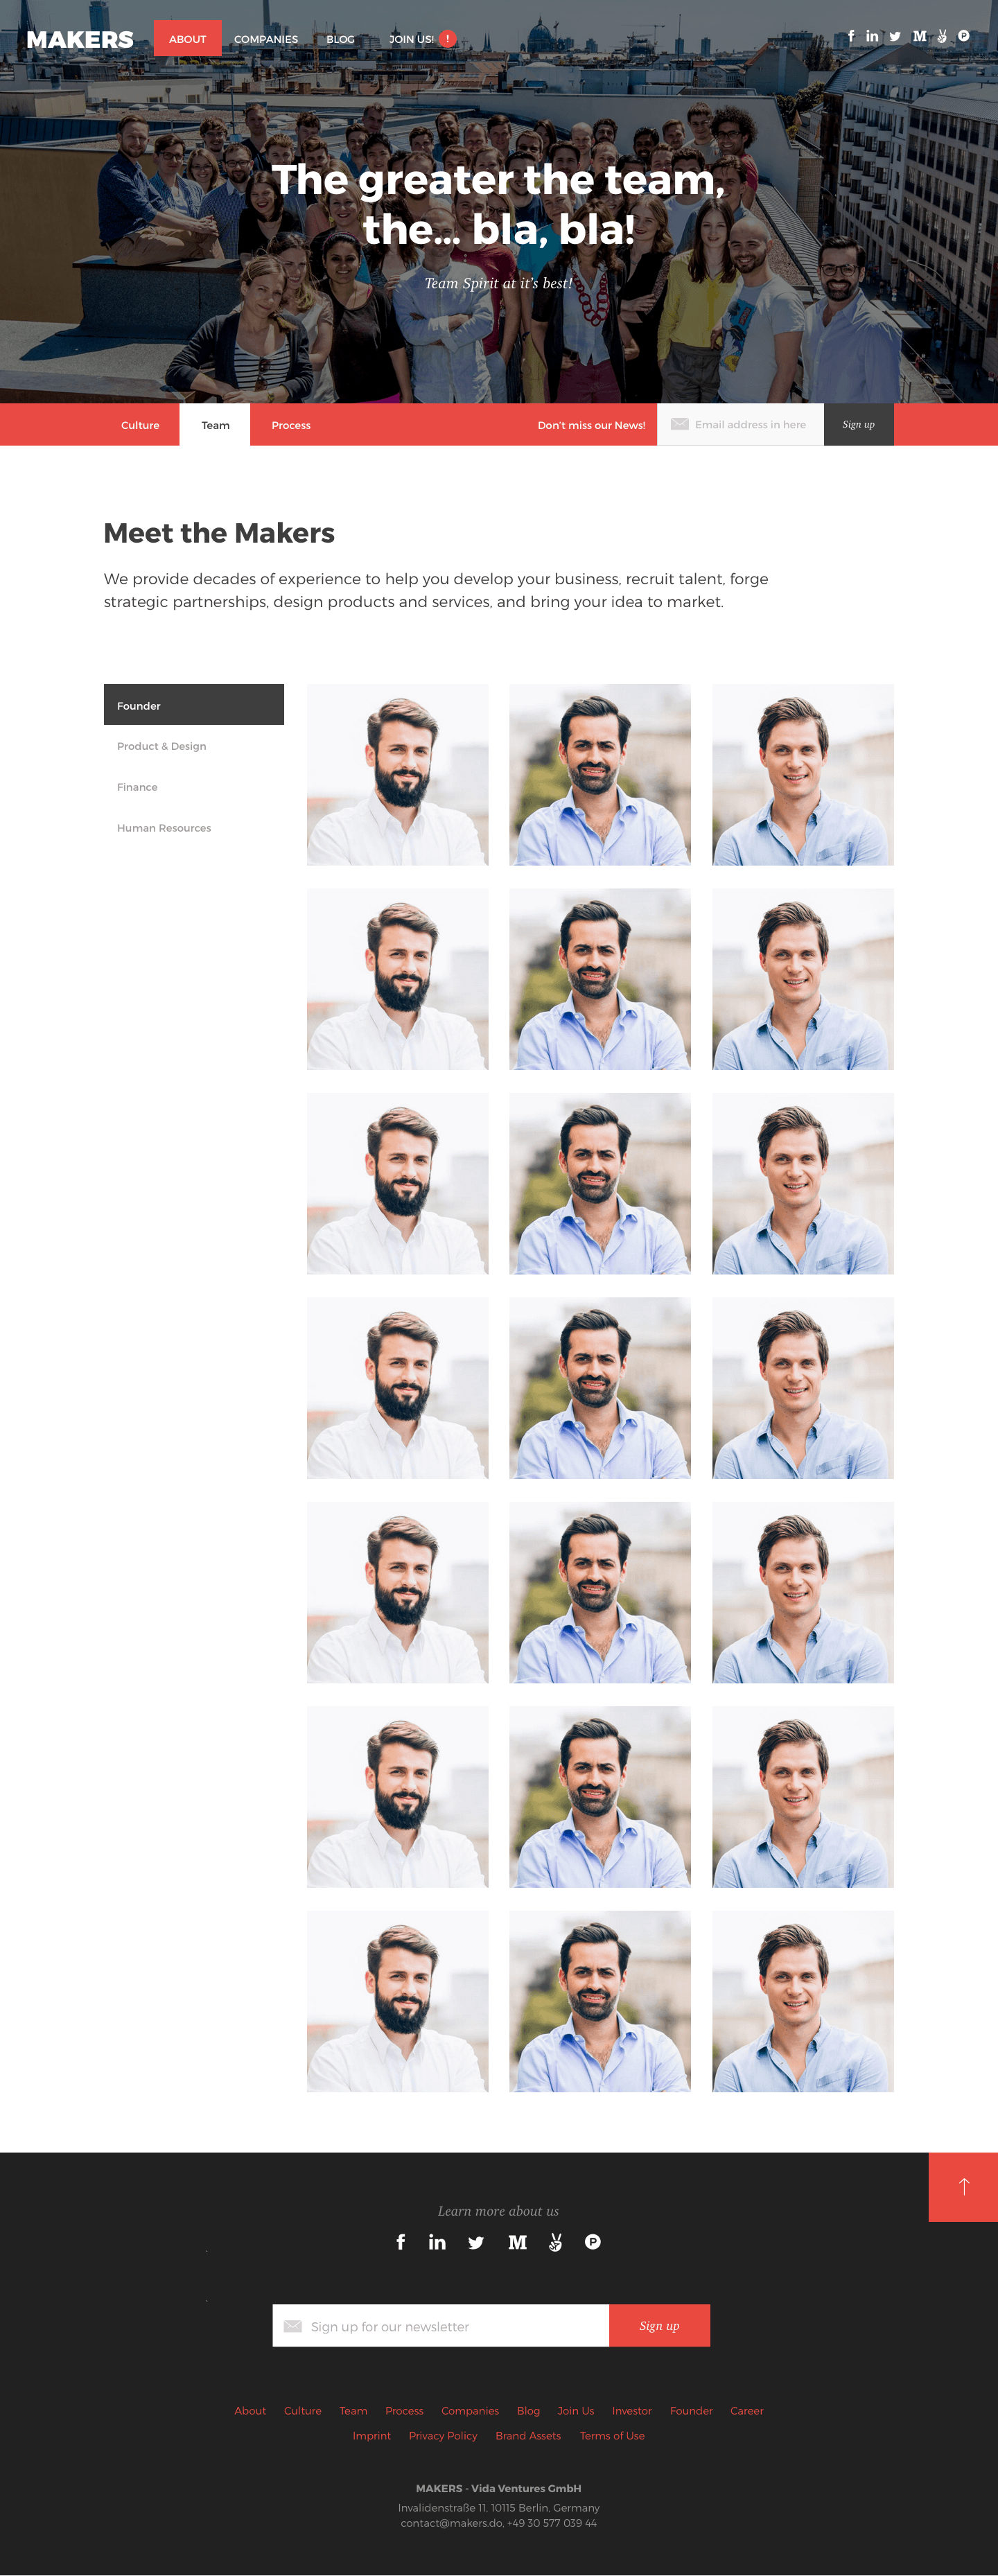 MAKERS
ABOUT
COMPANIES
BLOG
JOIN US! !
The greater the team,
the... bla, bla!
Team Spirit at it's best!
Culture
Team
Process
Don't miss our News!
Email address in here
Sign up
Meet the Makers
We provide decades of experience to help you develop your business, recruit talent, forge
strategic partnerships, design products and services, and bring your idea to market.
Founder
Product & Design
Finance
Human Resources
Learn more about us
Sign up for our newsletter
Sign up
About Culture Team Process Companies Blog Join Us Investor Founder Career
Imprint Privacy Policy Brand Assets Terms of Use
MAKERS - Vida Ventures GmbH
Invalidenstraße 11, 10115 Berlin, Germany
contact@makers.do, +49 30 577 039 44